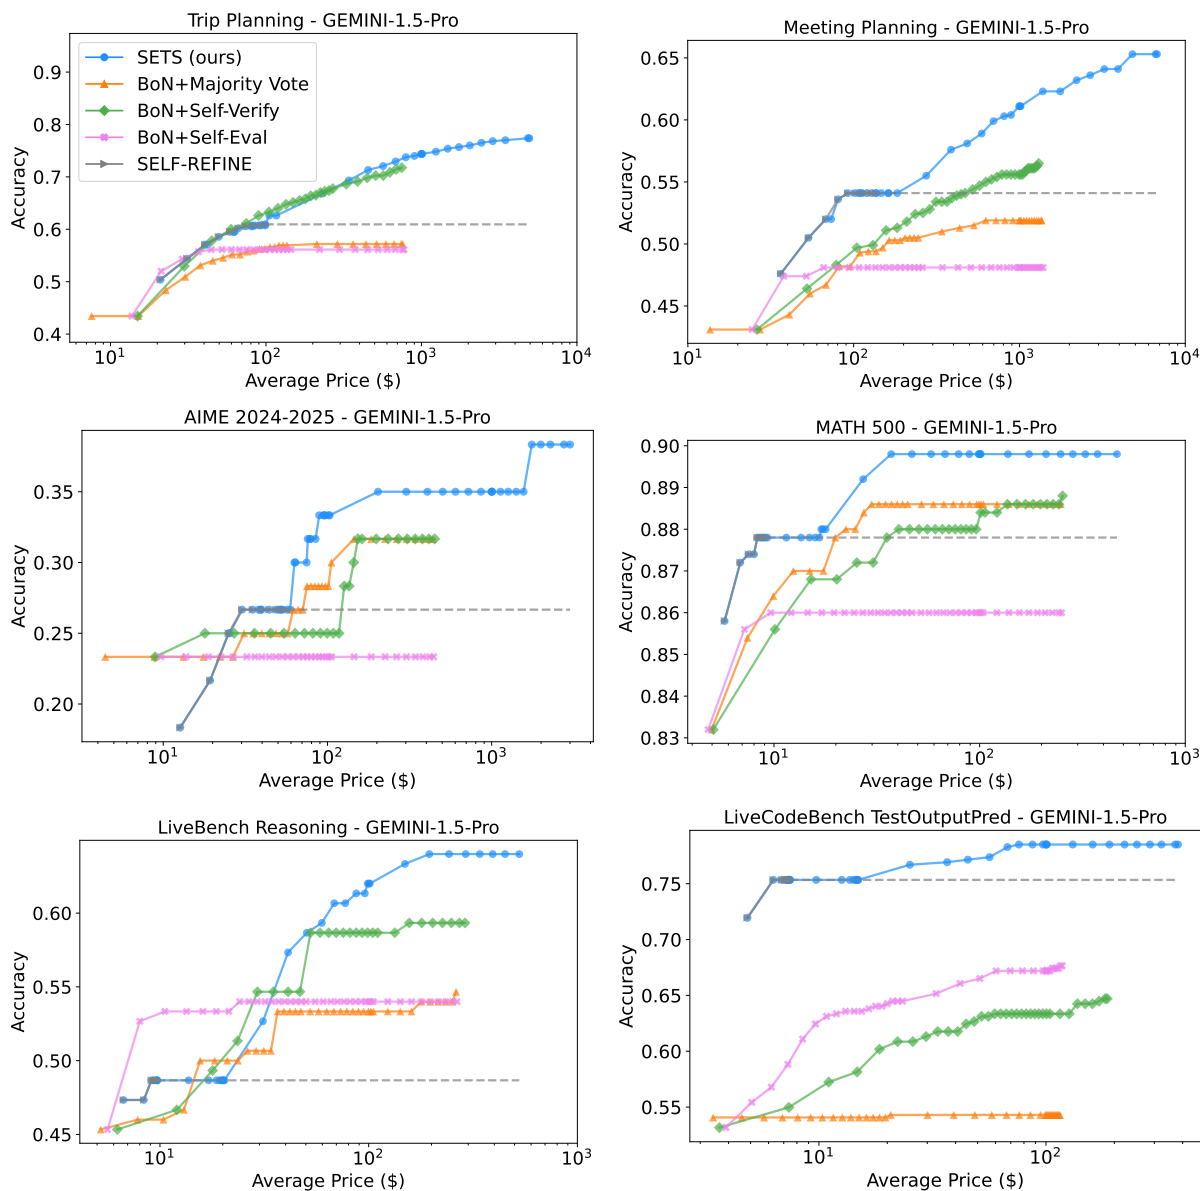 Trip Planning - GEMINI-1.5-Pro
SETS (ours)
BoN+Majority Vote
BoN+Self-Verify
BoN+Self-Eval
SELF-REFINE
0.9
0.8
0.7
0.6
0.5
0.4
Accuracy
10^1
10^2
10^3
10^4
Average Price ($)
Meeting Planning - GEMINI-1.5-Pro
0.65
0.60
0.55
0.50
0.45
Accuracy
10^1
10^2
10^3
10^4
Average Price ($)
AIME 2024-2025 - GEMINI-1.5-Pro
0.35
0.30
0.25
0.20
Accuracy
10^1
10^2
10^3
Average Price ($)
MATH 500 - GEMINI-1.5-Pro
0.90
0.89
0.88
0.87
0.86
0.85
0.84
0.83
Accuracy
10^1
10^2
10^3
Average Price ($)
LiveBench Reasoning - GEMINI-1.5-Pro
0.60
0.55
0.50
0.45
Accuracy
10^1
10^2
10^3
Average Price ($)
LiveCodeBench TestOutputPred - GEMINI-1.5-Pro
0.75
0.70
0.65
0.60
0.55
Accuracy
10^1
10^2
Average Price ($)